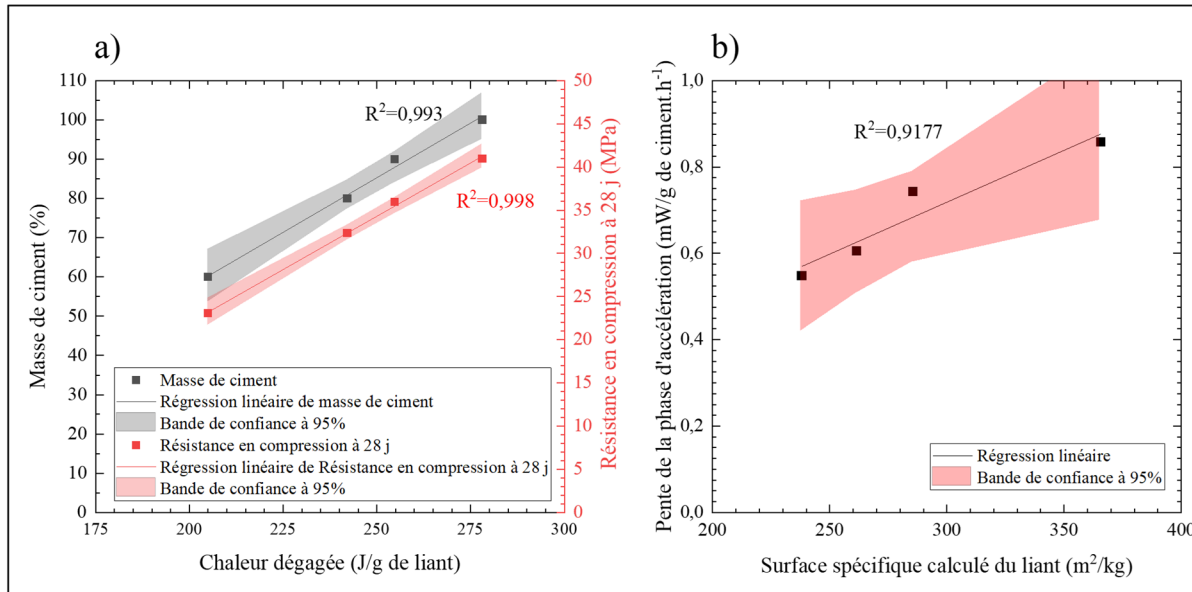 a)
R²=0,993
R²=0,998
Masse de ciment (%)
110
100
90
80
70
60
50
40
30
20
10
0
50
45
40
35
30
25
20
15
10
5
0
Résistance en compression à 28 j (MPa)
Masse de ciment
Régression linéaire de masse de ciment
Bande de confiance à 95%
Résistance en compression à 28 j
Régression linéaire de Résistance en compression à 28 j
Bande de confiance à 95%
175 200 225 250 275 300
Chaleur dégagée (J/g de liant)
b)
R²=0,9177
Pente de la phase d'accélération (mW/g de ciment.h⁻¹)
1,0
0,8
0,6
0,4
0,2
0,0
Régression linéaire
Bande de confiance à 95%
200 250 300 350 400
Surface spécifique calculé du liant (m²/kg)